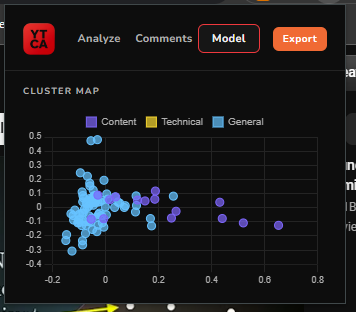 YT
CA
Analyze
Comments
Model
Export
CLUSTER MAP
Content
Technical
General
0.5
0.4
0.3
0.2
0.1
0
-0.1
-0.2
-0.3
-0.4
-0.2 0 0.2 0.4 0.6 0.8